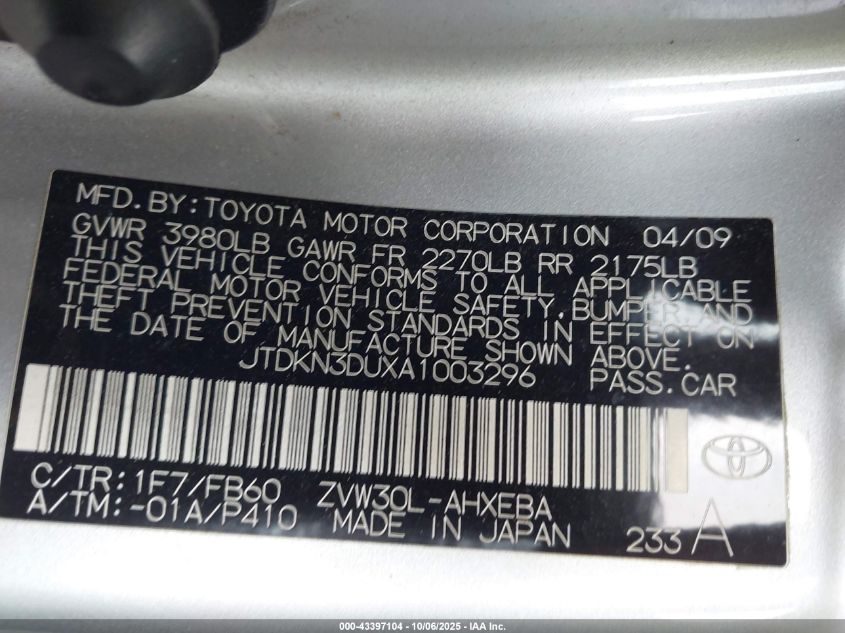 MFD.BY:TOYOTA MOTOR CORPORATION 04/09
GVWR 3980LB GAWR FR 2270LB RR 2175LB
THIS VEHICLE CONFORMS TO ALL APPLICABLE
FEDERAL MOTOR VEHICLE SAFETY,BUMPER,AND
THEFT PREVENTION STANDARDS IN EFFECT ON
THE DATE OF MANUFACTURE SHOWN ABOVE.
JTDKN3DUXA1003296 PASS.CAR
C/TR:1F7/FB60 ZVW30L-AHXEBA
A/TM:-01A/P410 MADE IN JAPAN 233 A
000-43397104 - 10/06/2025 - IAA Inc.